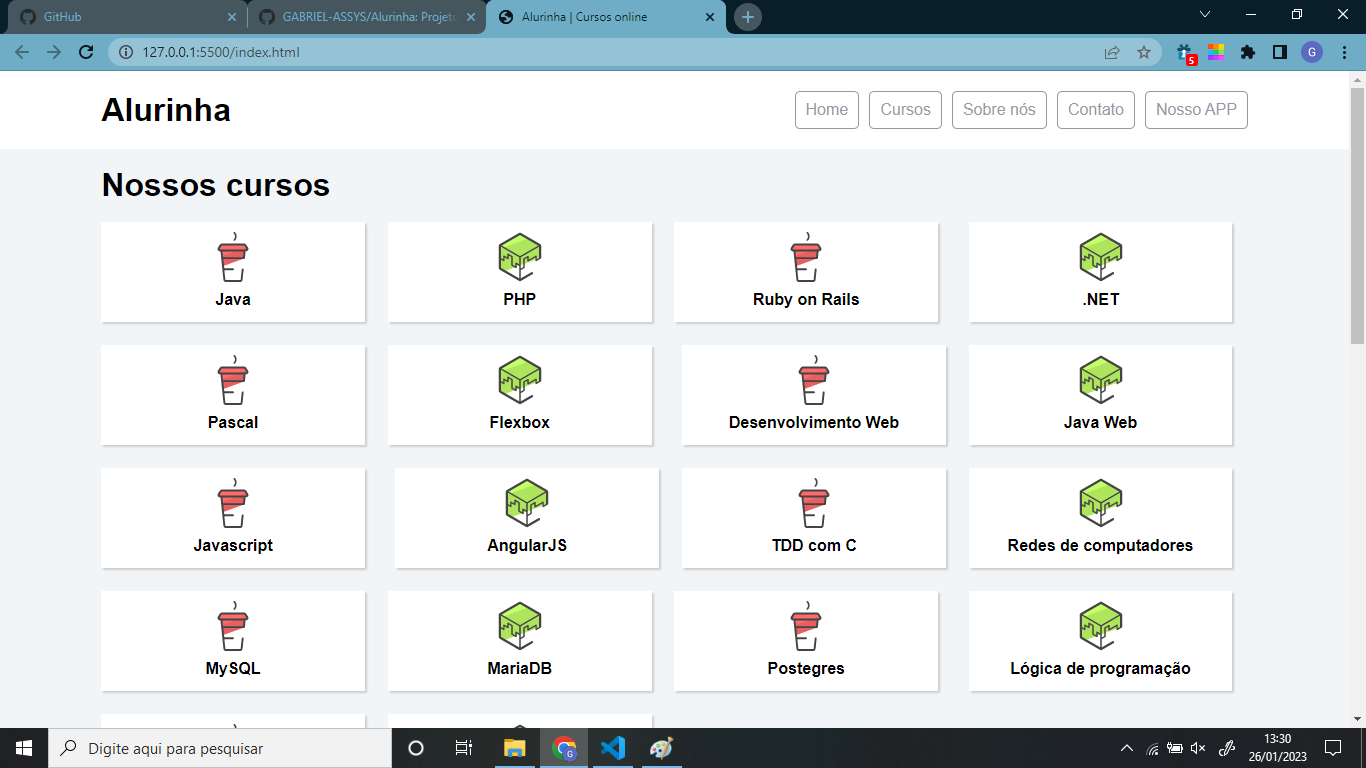 GitHub
GABRIEL-ASSYS/Alurinha: Projeto
Alurinha | Cursos online
127.0.0.1:5500/index.html
5
G
Alurinha
Home
Cursos
Sobre nós
Contato
Nosso APP
Nossos cursos
Java
PHP
Ruby on Rails
.NET
Pascal
Flexbox
Desenvolvimento Web
Java Web
Javascript
AngularJS
TDD com C
Redes de computadores
MySQL
MariaDB
Postegres
Lógica de programação
Digite aqui para pesquisar
G
13:30
26/01/2023